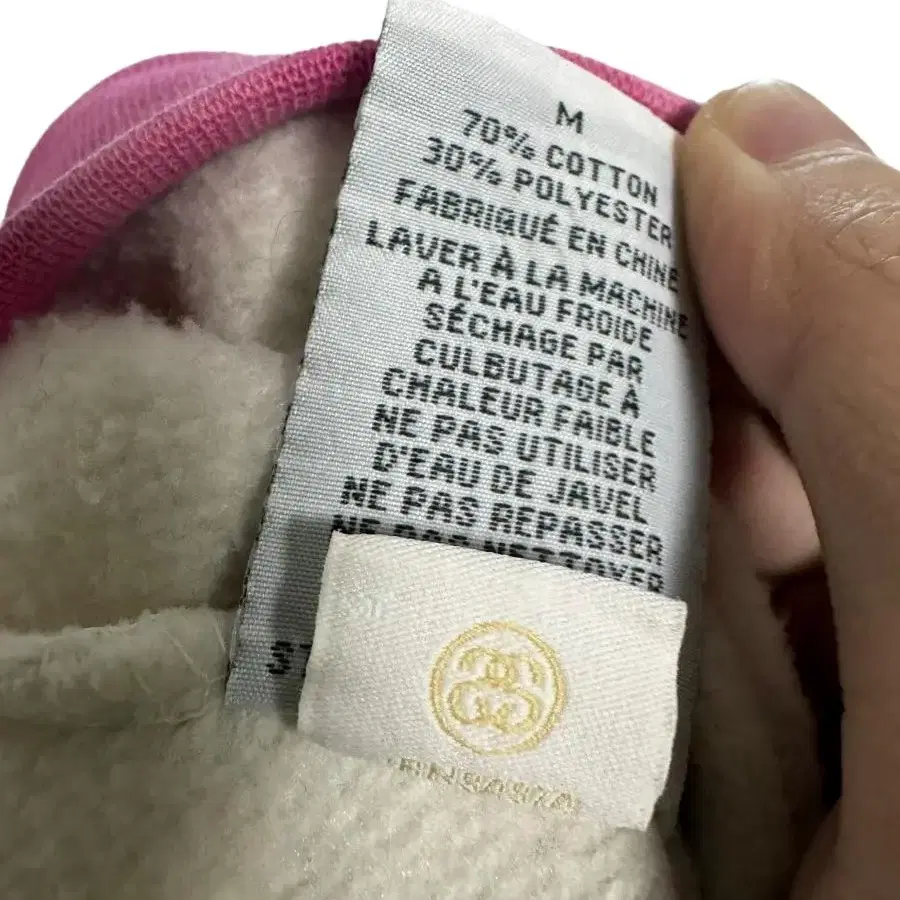 M
70% COTTON
30% POLYESTER
FABRIQUÉ EN CHINE
LAVER À LA MACHINE
A L'EAU FROIDE
SÉCHAGE PAR
CULBUTAGE À
CHALEUR FAIBLE
NE PAS UTILISER
D'EAU DE JAVEL
NE PAS REPASSER